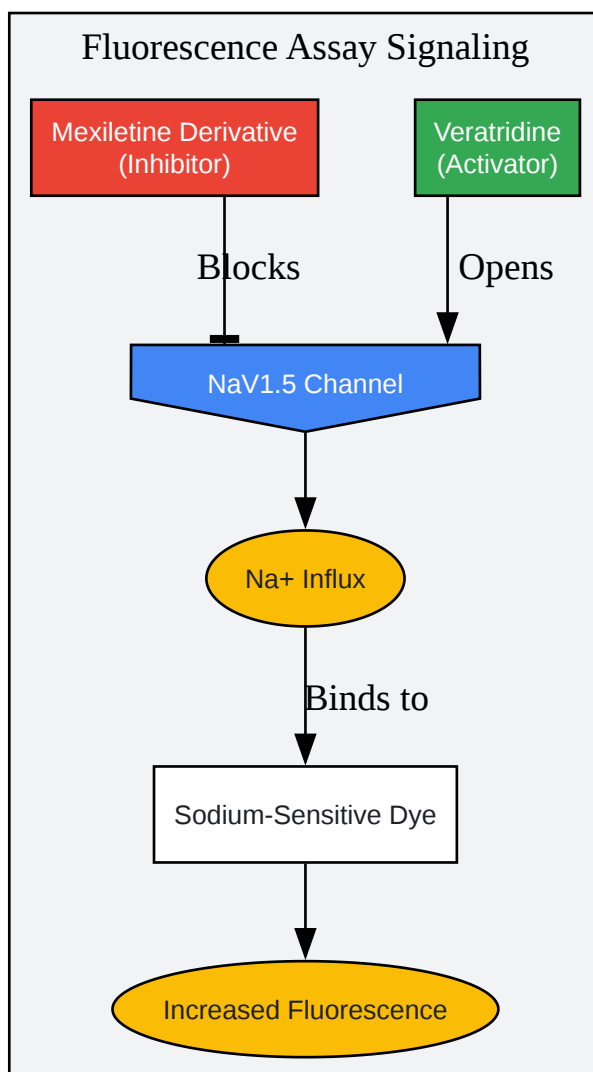 Fluorescence Assay Signaling
Mexiletine Derivative
(Inhibitor)
Veratridine
(Activator)
Blocks
Opens
NaV1.5 Channel
Na+ Influx
Binds to
Sodium-Sensitive Dye
Increased Fluorescence